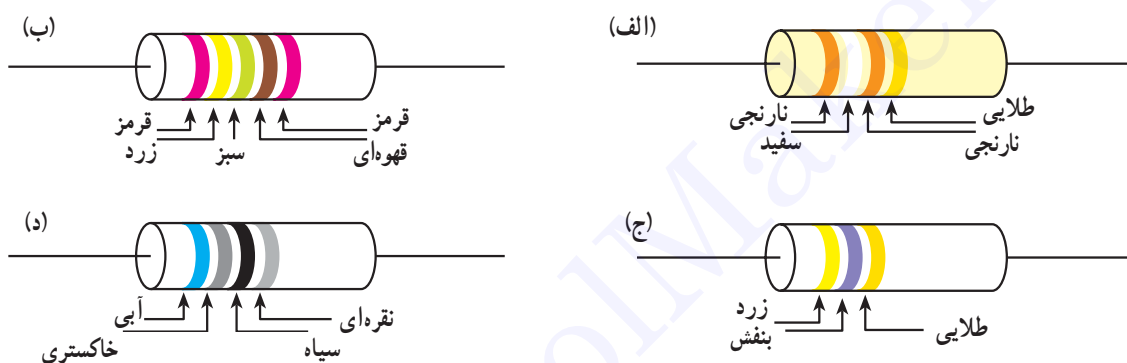 (الف)
نارنجی
سفید
طلایی
نارنجی
(ب)
قرمز
زرد
سبز
قرمز
قهوه‌ای
(ج)
زرد
بنفش
طلایی
(د)
آبی
خاکستری
نقره‌ای
سیاه
olMake